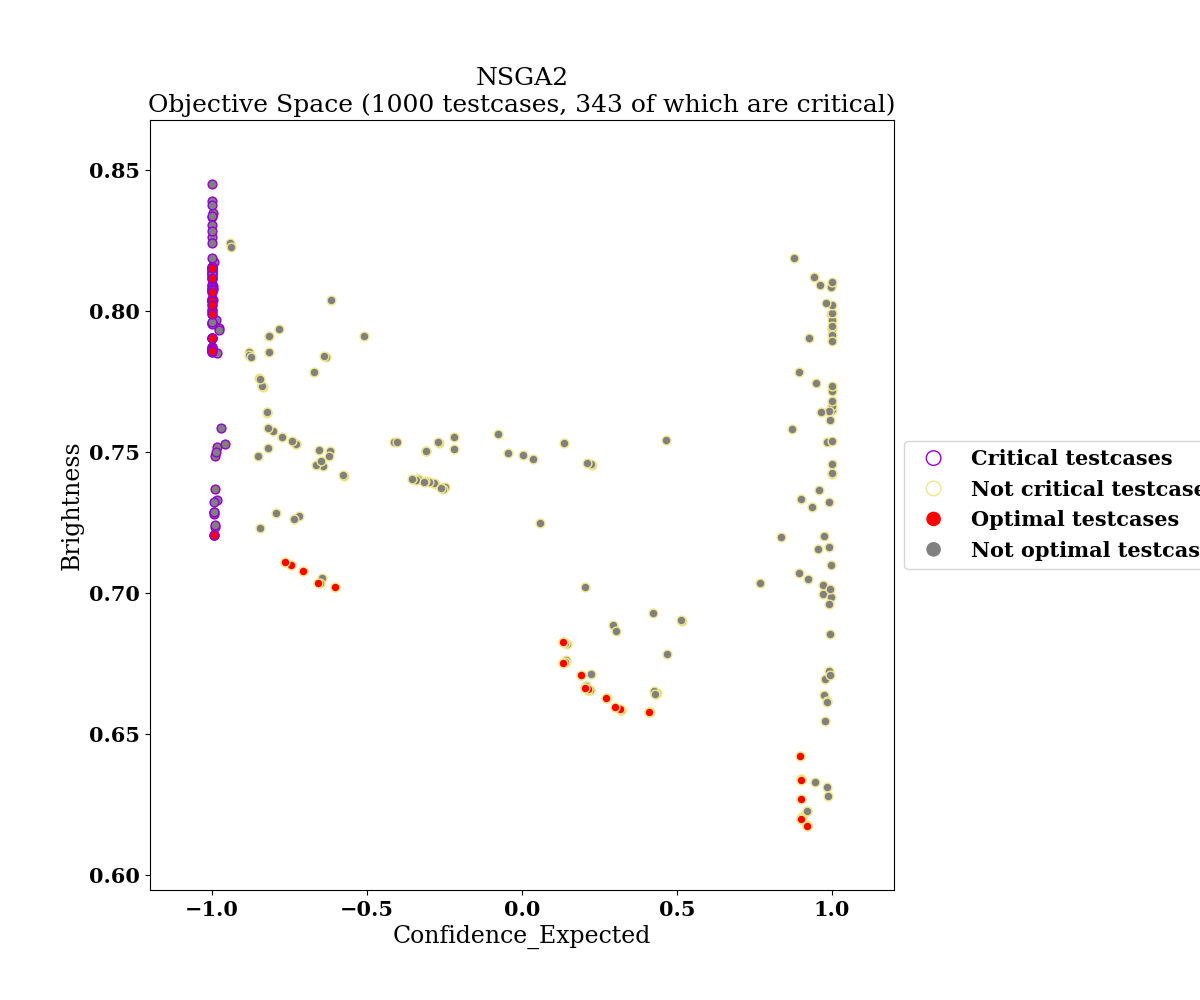 NSGA2
Objective Space (1000 testcases, 343 of which are critical)
0.85
0.80
0.75
0.70
0.65
0.60
Brightness
−1.0 −0.5 0.0 0.5 1.0
Confidence_Expected
Critical testcases
Not critical testcase
Optimal testcases
Not optimal testcas